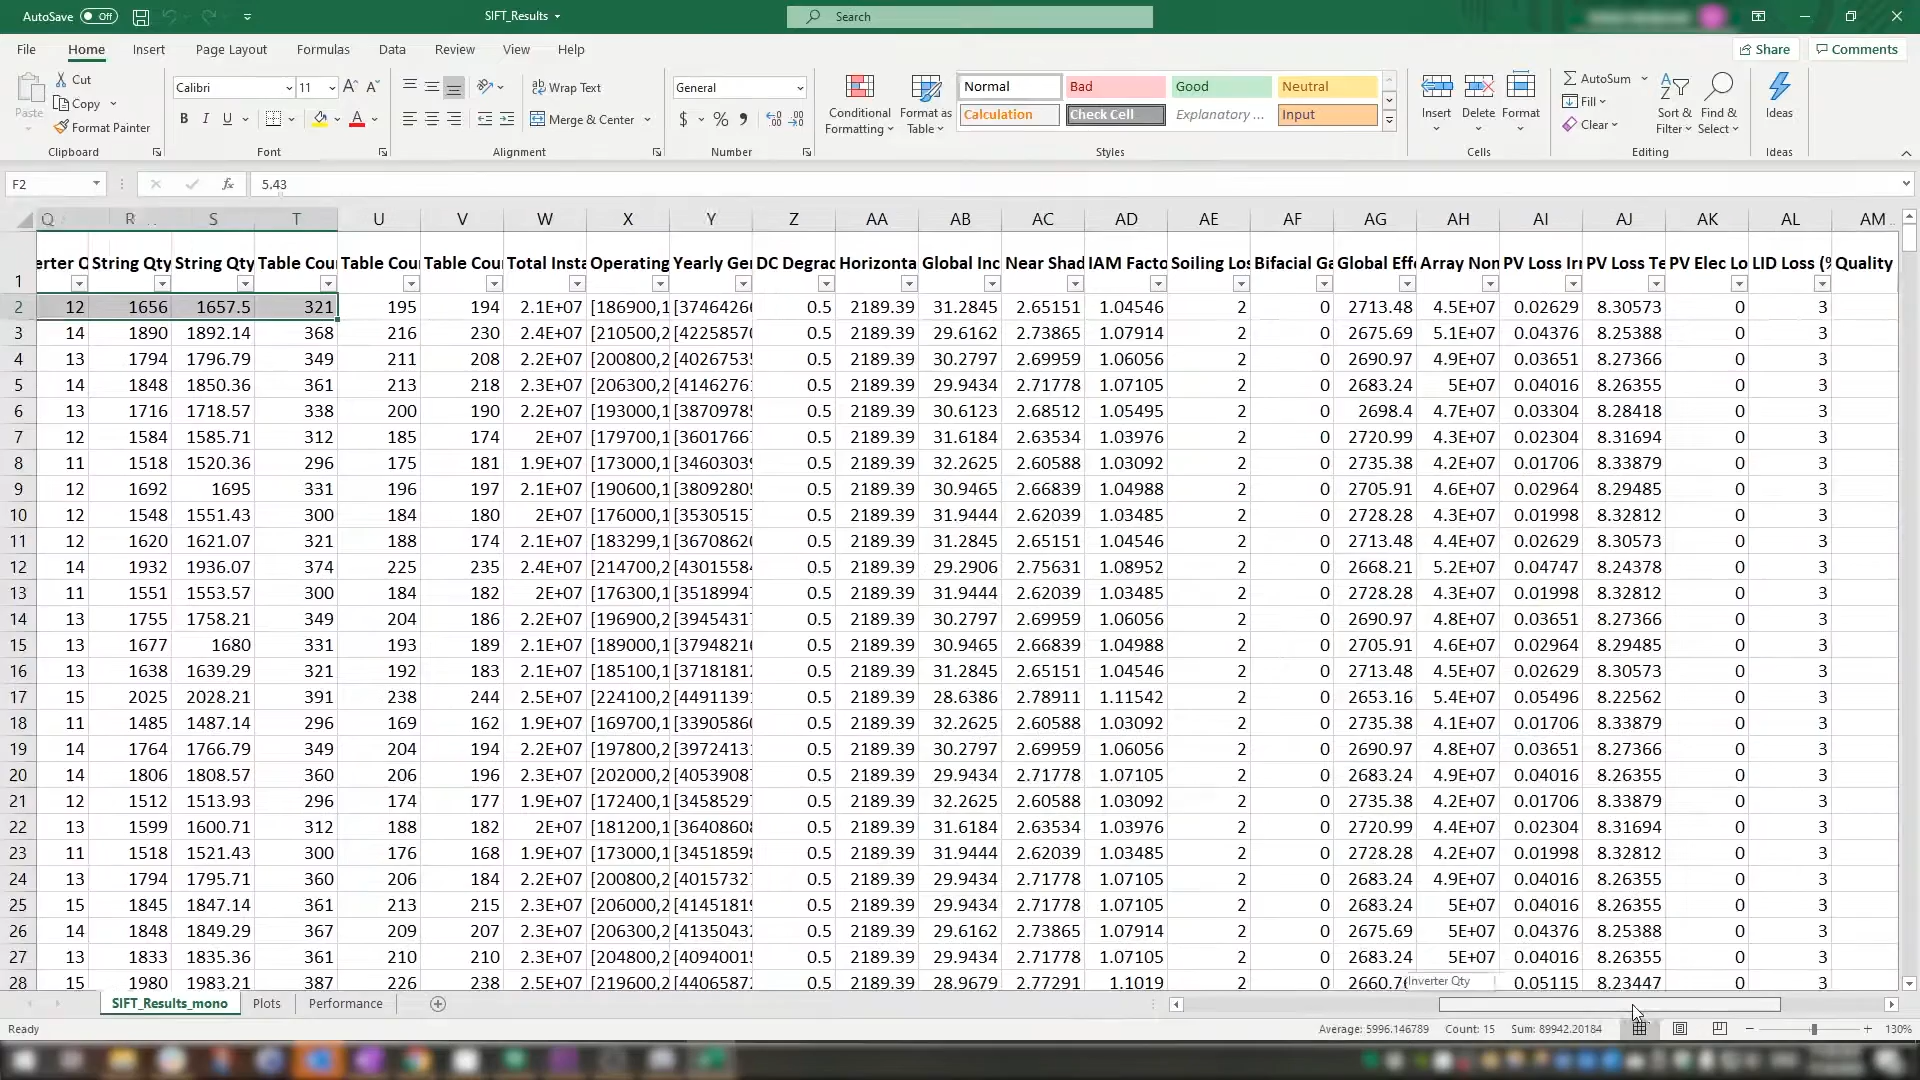 AutoSave Off SIFT_Results Search
File Home Insert Page Layout Formulas Data Review View Help Share Comments
Paste Cut Copy Format Painter Clipboard
Calibri 11 A A B I U A Font
Wrap Text Merge & Center Alignment
General $ % Number
Conditional Formatting Format as Table Normal Bad Good Neutral Calculation Check Cell Explanatory ... Input Styles
Insert Delete Format Cells
AutoSum Fill Clear Sort & Filter Find & Select Editing
Ideas Ideas
F2 fx 5.43
Q R S T U V W X Y Z AA AB AC AD AE AF AG AH AI AJ AK AL AM
1 erter Q String Qty String Qty Table Cou Table Cou Table Cou Total Insta Operating Yearly Ge DC Degrad Horizonta Global Inc Near Shad IAM Facto Soiling Lo Bifacial Ga Global Eff Array Non PV Loss Irr PV Loss Te PV Elec Lo LID Loss (% Quality
2 12 1656 1657.5 321 195 194 2.1E+07 [186900,1 [3746426 0.5 2189.39 31.2845 2.65151 1.04546 2 0 2713.48 4.5E+07 0.02629 8.30573 0 3
3 14 1890 1892.14 368 216 230 2.4E+07 [210500,2 [4225857 0.5 2189.39 29.6162 2.73865 1.07914 2 0 2675.69 5.1E+07 0.04376 8.25388 0 3
4 13 1794 1796.79 349 211 208 2.2E+07 [200800,2 [4026753 0.5 2189.39 30.2797 2.69959 1.06056 2 0 2690.97 4.9E+07 0.03651 8.27366 0 3
5 14 1848 1850.36 361 213 218 2.3E+07 [206300,2 [4146276 0.5 2189.39 29.9434 2.71778 1.07105 2 0 2683.24 5E+07 0.04016 8.26355 0 3
6 13 1716 1718.57 338 200 190 2.2E+07 [193000,1 [3870978 0.5 2189.39 30.6123 2.68512 1.05495 2 0 2698.4 4.7E+07 0.03304 8.28418 0 3
7 12 1584 1585.71 312 185 174 2E+07 [179700,1 [3601766 0.5 2189.39 31.6184 2.63534 1.03976 2 0 2720.99 4.3E+07 0.02304 8.31694 0 3
8 11 1518 1520.36 296 175 181 1.9E+07 [173000,1 [3460303 0.5 2189.39 32.2625 2.60588 1.03092 2 0 2735.38 4.2E+07 0.01706 8.33879 0 3
9 12 1692 1695 331 196 197 2.1E+07 [190600,1 [3809280 0.5 2189.39 30.9465 2.66839 1.04988 2 0 2705.91 4.6E+07 0.02964 8.29485 0 3
10 12 1548 1551.43 300 184 180 2E+07 [176000,1 [3530515 0.5 2189.39 31.9444 2.62039 1.03485 2 0 2728.28 4.3E+07 0.01998 8.32812 0 3
11 12 1620 1621.07 321 188 174 2.1E+07 [183299,1 [3670862 0.5 2189.39 31.2845 2.65151 1.04546 2 0 2713.48 4.4E+07 0.02629 8.30573 0 3
12 14 1932 1936.07 374 225 235 2.4E+07 [214700,2 [4301558 0.5 2189.39 29.2906 2.75631 1.08952 2 0 2668.21 5.2E+07 0.04747 8.24378 0 3
13 11 1551 1553.57 300 184 182 2E+07 [176300,1 [3518994 0.5 2189.39 31.9444 2.62039 1.03485 2 0 2728.28 4.3E+07 0.01998 8.32812 0 3
14 13 1755 1758.21 349 204 186 2.2E+07 [196900,2 [3945431 0.5 2189.39 30.2797 2.69959 1.06056 2 0 2690.97 4.8E+07 0.03651 8.27366 0 3
15 13 1677 1680 331 193 189 2.1E+07 [189000,1 [3794821 0.5 2189.39 30.9465 2.66839 1.04988 2 0 2705.91 4.6E+07 0.02964 8.29485 0 3
16 13 1638 1639.29 321 192 183 2.1E+07 [185100,1 [3718181 0.5 2189.39 31.2845 2.65151 1.04546 2 0 2713.48 4.5E+07 0.02629 8.30573 0 3
17 15 2025 2028.21 391 238 244 2.5E+07 [224100,2 [4491139 0.5 2189.39 28.6386 2.78911 1.11542 2 0 2653.16 5.4E+07 0.05496 8.22562 0 3
18 11 1485 1487.14 296 169 162 1.9E+07 [169700,1 [3390586 0.5 2189.39 32.2625 2.60588 1.03092 2 0 2735.38 4.1E+07 0.01706 8.33879 0 3
19 14 1764 1766.79 349 204 194 2.2E+07 [197800,2 [3972413 0.5 2189.39 30.2797 2.69959 1.06056 2 0 2690.97 4.8E+07 0.03651 8.27366 0 3
20 14 1806 1808.57 360 206 196 2.3E+07 [202000,2 [4053908 0.5 2189.39 29.9434 2.71778 1.07105 2 0 2683.24 4.9E+07 0.04016 8.26355 0 3
21 12 1512 1513.93 296 174 177 1.9E+07 [172400,1 [3458529 0.5 2189.39 32.2625 2.60588 1.03092 2 0 2735.38 4.2E+07 0.01706 8.33879 0 3
22 13 1599 1600.71 312 188 182 2E+07 [181200,1 [3640860 0.5 2189.39 31.6184 2.63534 1.03976 2 0 2720.99 4.4E+07 0.02304 8.31694 0 3
23 11 1518 1521.43 300 176 168 1.9E+07 [173000,1 [3451859 0.5 2189.39 31.9444 2.62039 1.03485 2 0 2728.28 4.2E+07 0.01998 8.32812 0 3
24 13 1794 1795.71 360 206 184 2.2E+07 [200800,2 [4015732 0.5 2189.39 29.9434 2.71778 1.07105 2 0 2683.24 4.9E+07 0.04016 8.26355 0 3
25 15 1845 1847.14 361 213 215 2.3E+07 [206000,2 [4145181 0.5 2189.39 29.9434 2.71778 1.07105 2 0 2683.24 5E+07 0.04016 8.26355 0 3
26 14 1848 1849.29 367 209 207 2.3E+07 [206300,2 [4135043 0.5 2189.39 29.6162 2.73865 1.07914 2 0 2675.69 5E+07 0.04376 8.25388 0 3
27 13 1833 1835.36 361 210 210 2.3E+07 [204800,2 [4094001 0.5 2189.39 29.9434 2.71778 1.07105 2 0 2683.24 5E+07 0.04016 8.26355 0 3
28 15 1980 1983.21 387 226 238 2.5E+07 [219600,2 [4406587 0.5 2189.39 28.9679 2.77291 1.1019 2 0 2660.7 Inverter Qty 0.05115 8.23447 0 3
SIFT_Results_mono Plots Performance
Ready Average: 5996.146789 Count: 15 Sum: 89942.20184 130%